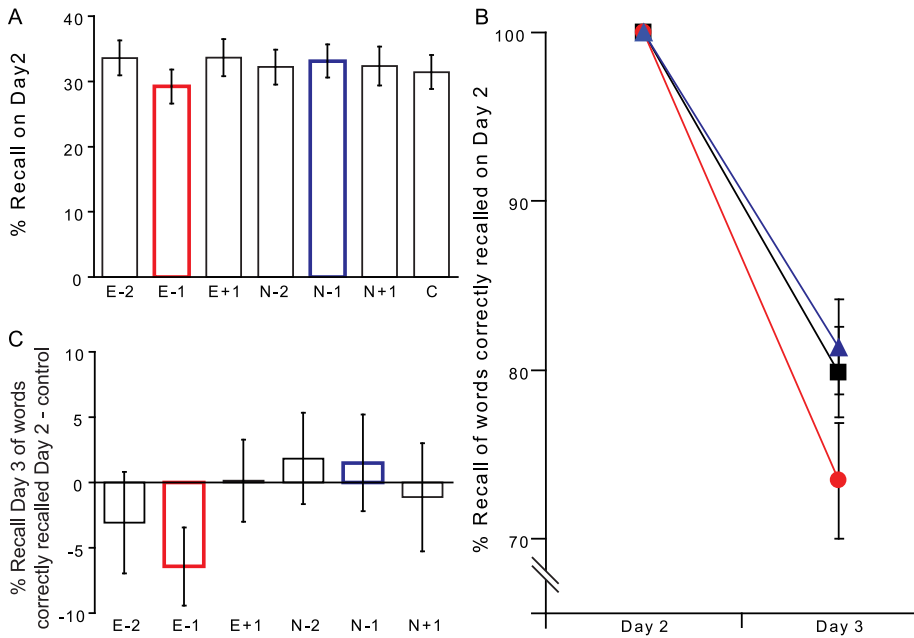 A
% Recall on Day2
40
30
20
10
0
E-2 E-1 E+1 N-2 N-1 N+1 C
C
% Recall Day 3 of words
correctly recalled Day 2 - control
10
5
0
-5
-10
E-2 E-1 E+1 N-2 N-1 N+1
B
% Recall of words correctly recalled on Day 2
100
90
80
70
Day 2 Day 3